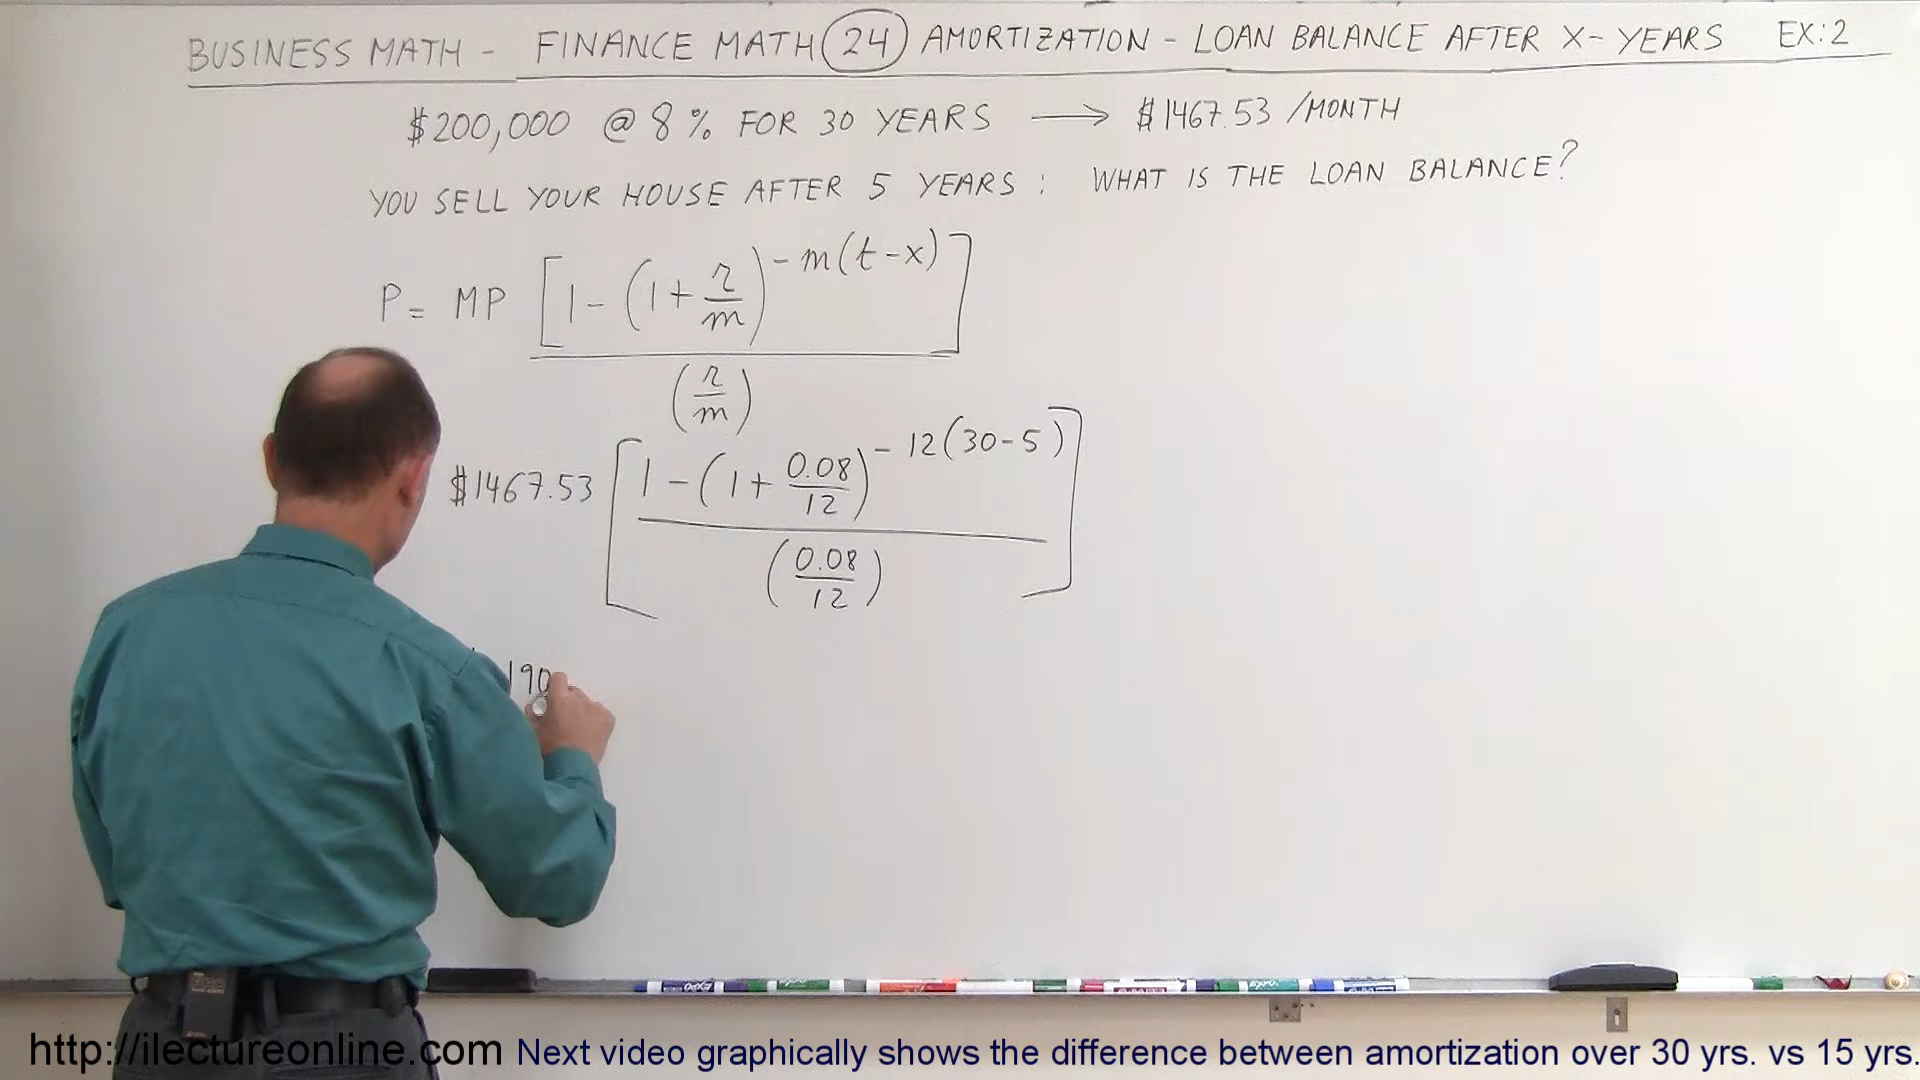 BUSINESS MATH - FINANCE MATH 24 AMORTIZATION - LOAN BALANCE AFTER X-YEARS EX:2
$200,000 @ 8% FOR 30 YEARS → $1467.53 /MONTH
YOU SELL YOUR HOUSE AFTER 5 YEARS : WHAT IS THE LOAN BALANCE?
P = MP [1 - (1 + r/m)^-m(t-x)] / (r/m)
$1467.53 [1 - (1 + 0.08/12)^-12(30-5) / (0.08/12)]
190
http://ilectureonline.com Next video graphically shows the difference between amortization over 30 yrs. vs 15 yrs.